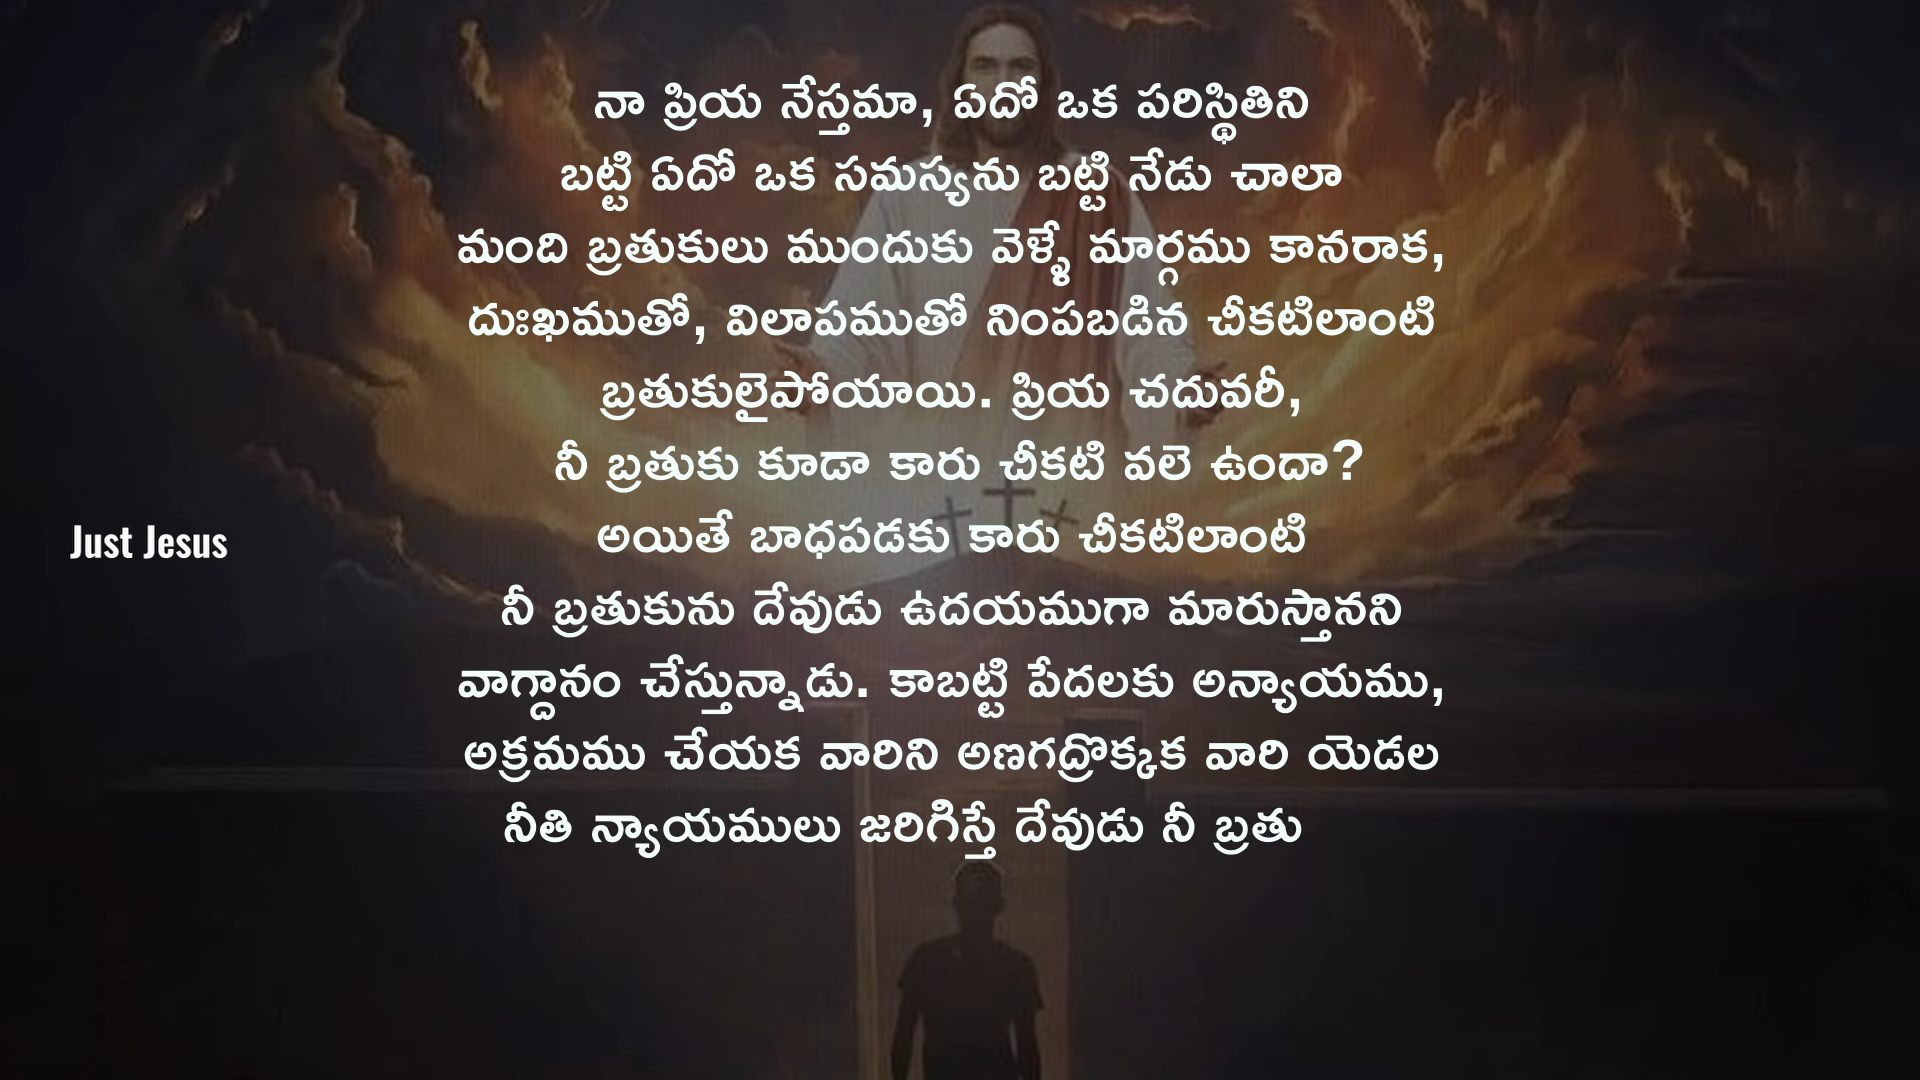 నా ప్రియ నేస్తమా, ఏదో ఒక పరిస్థితిని
బట్టి ఏదో ఒక సమస్యను బట్టి నేడు చాలా
మంది బ్రతుకులు ముందుకు వెళ్ళే మార్గము కానరాక,
దుఃఖముతో, విలాపముతో నింపబడిన చీకటిలాంటి
బ్రతుకులైపోయాయి. ప్రియ చదువరీ,
నీ బ్రతుకు కూడా కారు చీకటి వలె ఉందా?
అయితే బాధపడకు కారు చీకటిలాంటి
Just Jesus
నీ బ్రతుకును దేవుడు ఉదయముగా మారుస్తానని
వాగ్దానం చేస్తున్నాడు. కాబట్టి పేదలకు అన్యాయము,
అక్రమము చేయక వారిని అణగద్రొక్కక వారి యెడల
నీతి న్యాయములు జరిగిస్తే దేవుడు నీ బ్రతు